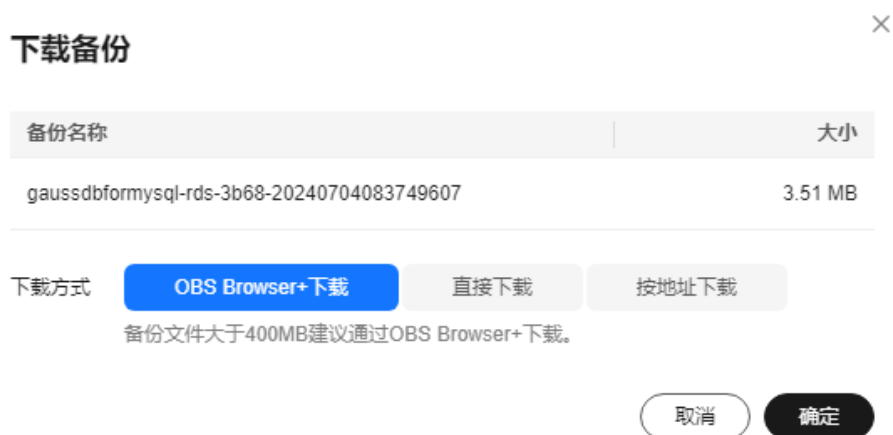 下载备份
备份名称 大小
gaussdbformysql-rds-3b68-20240704083749607 3.51 MB
下载方式 OBS Browser+下载 直接下载 按地址下载
备份文件大于400MB建议通过OBS Browser+下载。
取消 确定